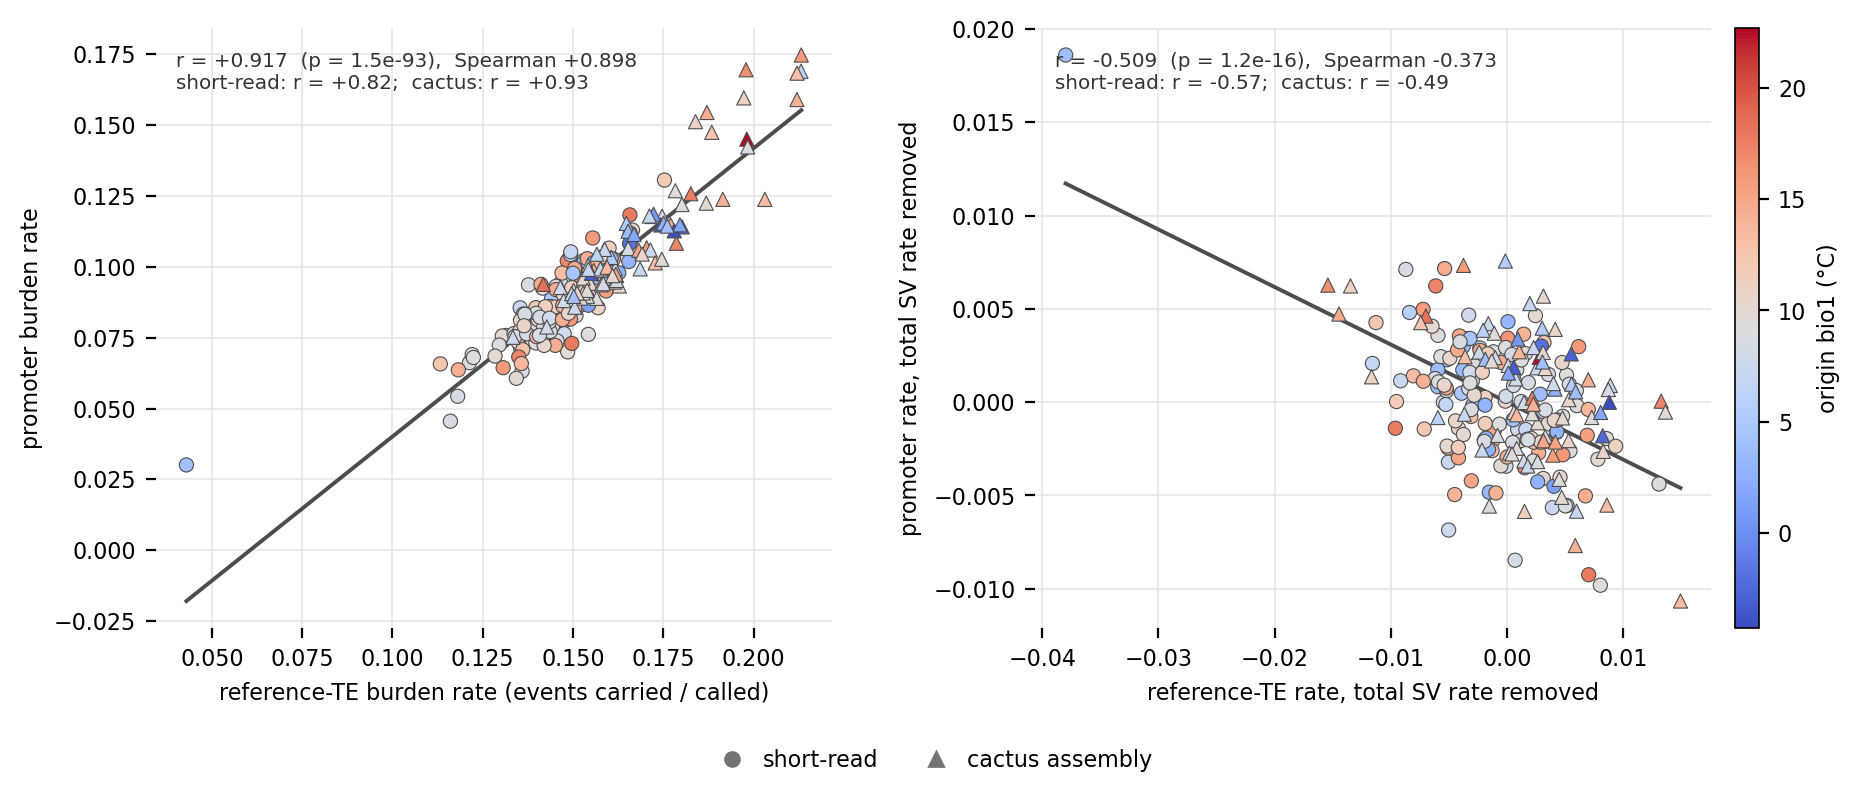 r = +0.917 (p = 1.5e-93), Spearman +0.898
short-read: r = +0.82; cactus: r = +0.93
0.175
0.150
0.125
0.100
0.075
0.050
0.025
0.000
−0.025
promoter burden rate
0.050 0.075 0.100 0.125 0.150 0.175 0.200
reference-TE burden rate (events carried / called)
r = -0.509 (p = 1.2e-16), Spearman -0.373
short-read: r = -0.57; cactus: r = -0.49
0.020
0.015
0.010
0.005
0.000
−0.005
−0.010
promoter rate, total SV rate removed
−0.04 −0.03 −0.02 −0.01 0.00 0.01
reference-TE rate, total SV rate removed
20
15
10
5
0
origin bio1 (°C)
short-read cactus assembly